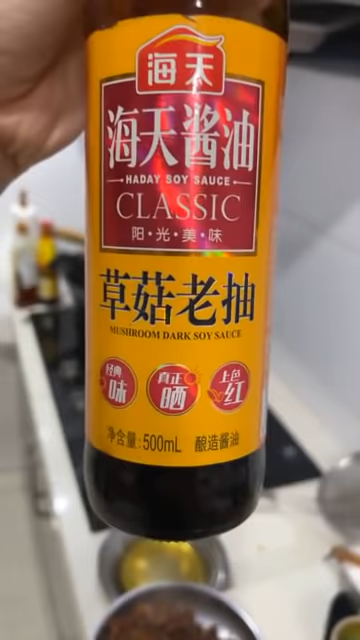 海天
海天酱油
HADAY SOY SAUCE
CLASSIC
阳·光·美·味
草菇老抽
MUSHROOM DARK SOY SAUCE
经典
味
真正
晒
上色
红
净含量:500mL 酿造酱油